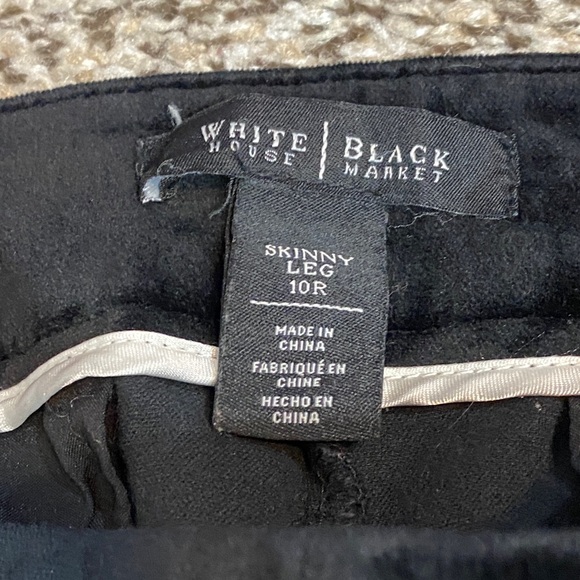 WHITE | BLACK
HOUSE | MARKET
SKINNY
LEG
10R
MADE IN
CHINA
FABRIQUÉ EN
CHINE
HECHO EN
CHINA